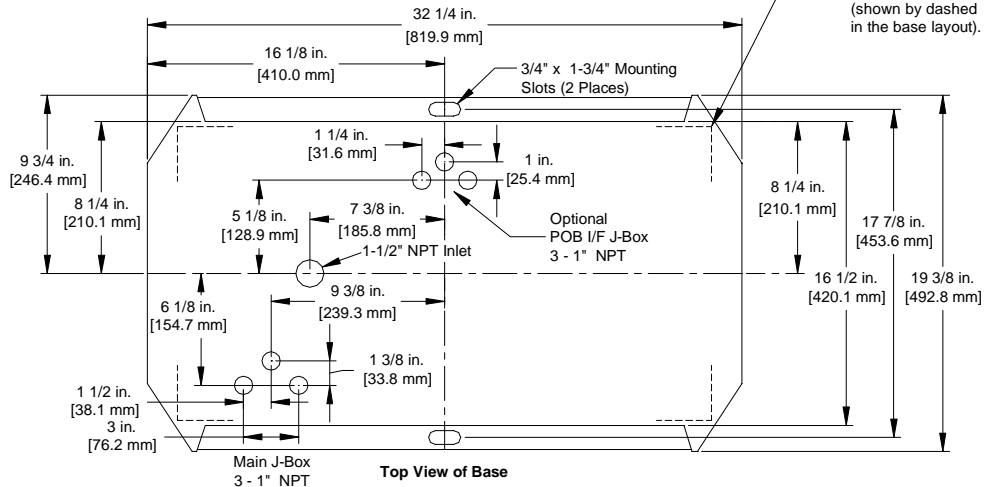 32 1/4 in.
[819.9 mm]
(shown by dashed
in the base layout).
16 1/8 in.
[410.0 mm]
3/4" x 1-3/4" Mounting
Slots (2 Places)
9 3/4 in.
[246.4 mm]
8 1/4 in.
[210.1 mm]
1 1/4 in.
[31.6 mm]
1 in.
[25.4 mm]
8 1/4 in.
[210.1 mm]
5 1/8 in.
[128.9 mm]
7 3/8 in.
[185.8 mm]
Optional
POB I/F J-Box
3 - 1" NPT
1-1/2" NPT Inlet
17 7/8 in.
[453.6 mm]
16 1/2 in.
[420.1 mm]
19 3/8 in.
[492.8 mm]
6 1/8 in.
[154.7 mm]
9 3/8 in.
[239.3 mm]
1 3/8 in.
[33.8 mm]
1 1/2 in.
[38.1 mm]
3 in.
[76.2 mm]
Main J-Box
3 - 1" NPT
Top View of Base